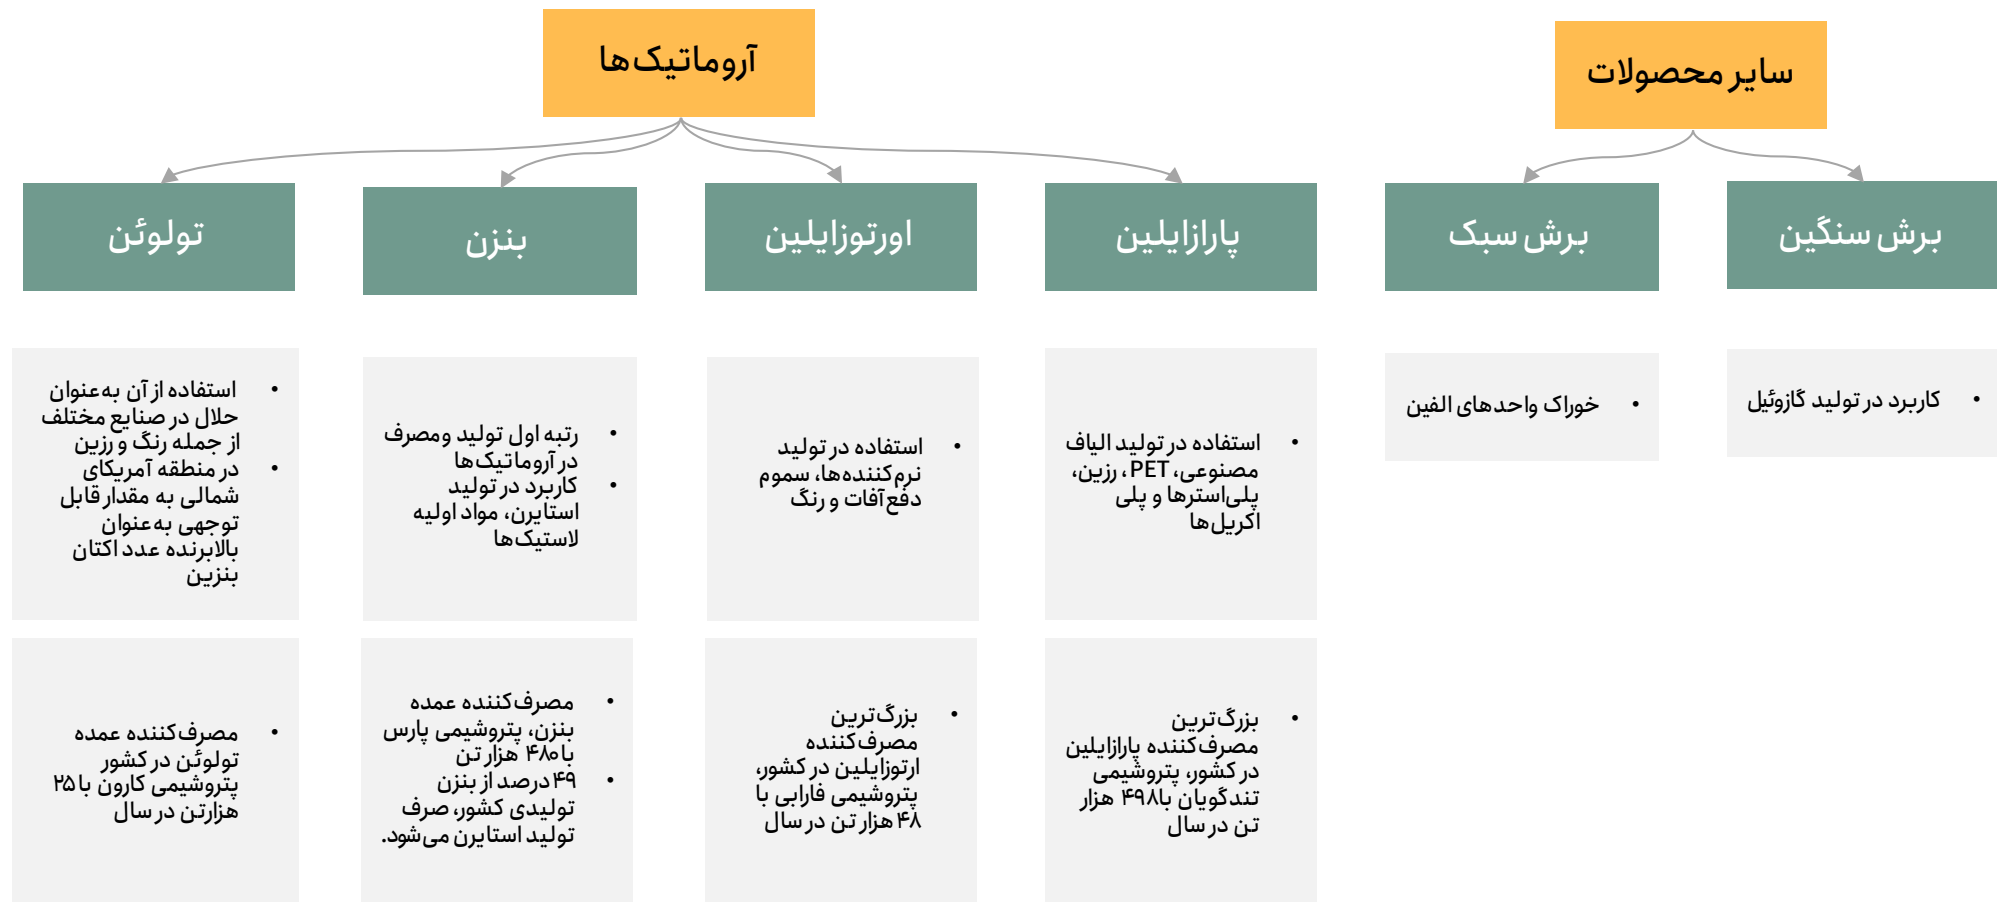 سایر محصولات
آروماتیک‌ها
برش سنگین
برش سبک
پارازایلین
اورتوزایلین
بنزن
تولوئن
• کاربرد در تولید گازوئیل
• خوراک واحدهای الفین
• استفاده در تولید الیاف
مصنوعی، PET، رزین،
پلی‌استرها و پلی
اکریل‌ها
• استفاده در تولید
نرم‌کننده‌ها، سموم
دفع آفات و رنگ
• رتبه اول تولید ومصرف
در آروماتیک‌ها
• کاربرد در تولید
استایرن، مواد اولیه
لاستیک‌ها
• استفاده از آن به‌عنوان
حلال در صنایع مختلف
از جمله رنگ و رزین
• در منطقه آمریکای
شمالی به مقدار قابل
توجهی به‌عنوان
بالابرنده عدد اکتان
بنزین
• بزرگ‌ترین
مصرف‌کننده پارازایلین
در کشور، پتروشیمی
تندگویان با ۴۹۸ هزار
تن در سال
• بزرگ‌ترین
مصرف‌کننده
ارتوزایلین در کشور،
پتروشیمی فارابی با
۴۸ هزار تن در سال
• مصرف‌کننده عمده
بنزن، پتروشیمی پارس
با ۴۸۰ هزار تن
• ۴۹ درصد از بنزن
تولیدی کشور، صرف
تولید استایرن می‌شود.
• مصرف‌کننده عمده
تولوئن در کشور
پتروشیمی کارون با ۲۵
هزارتن در سال